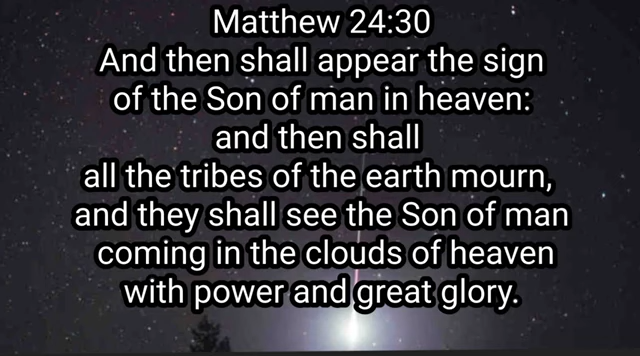 Matthew 24:30
And then shall appear the sign
of the Son of man in heaven:
and then shall
all the tribes of the earth mourn,
and they shall see the Son of man
coming in the clouds of heaven
with power and great glory.